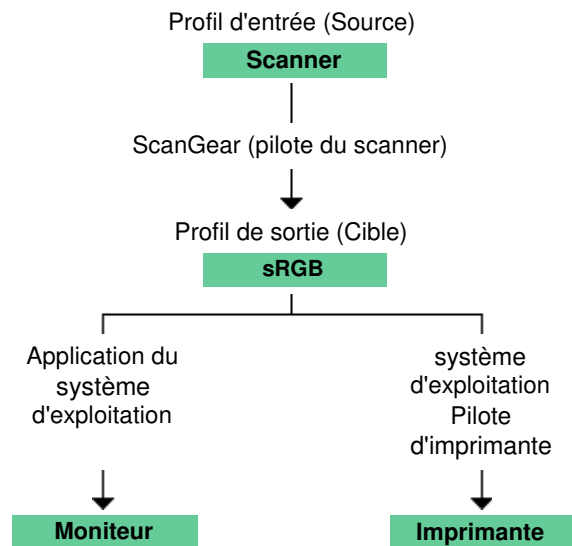 Profil d'entrée (Source)
Scanner
ScanGear (pilote du scanner)
Profil de sortie (Cible)
sRGB
Application du
système
d'exploitation
système
d'exploitation
Pilote
d'imprimante
Moniteur
Imprimante